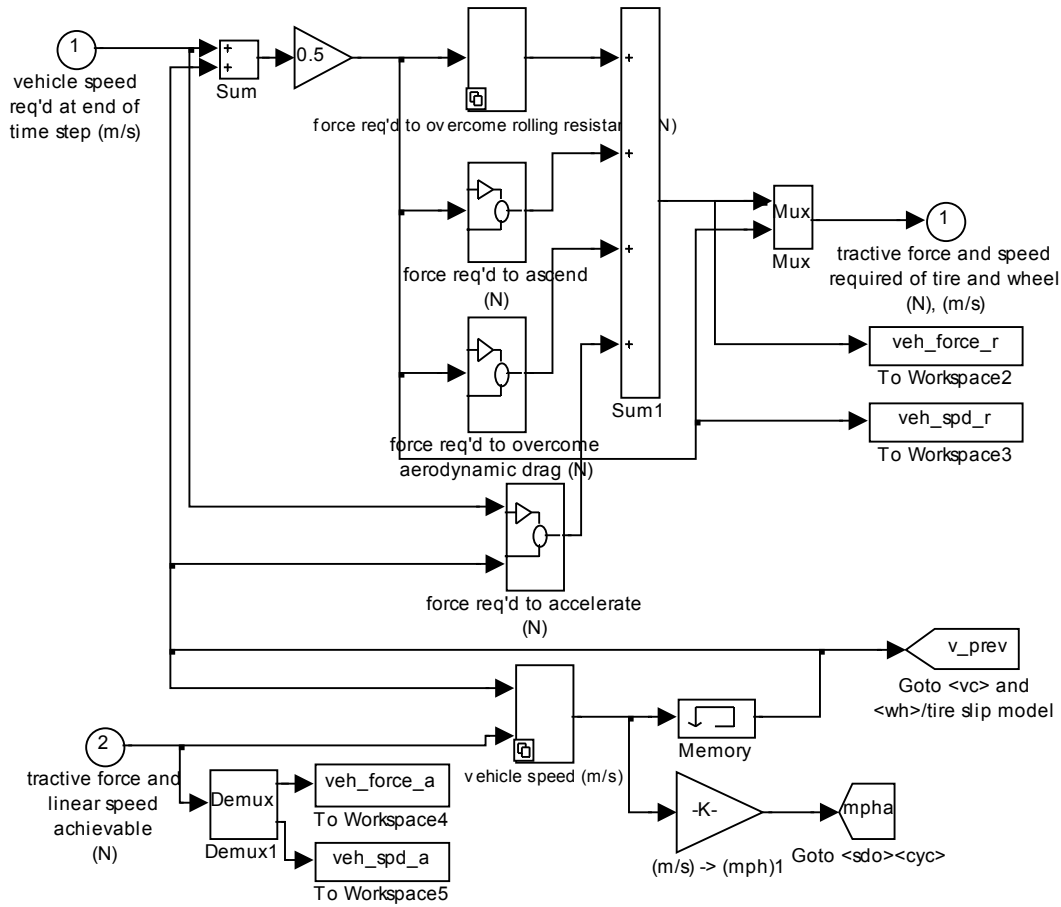 1
vehicle speed
req'd at end of
time step (m/s)
+
+
Sum
0.5
force req'd to overcome rolling resistan N)
force req'd to ascend
(N)
force req'd to overcome
aerodynamic drag (N)
force req'd to accelerate
(N)
+
+
+
+
Sum1
Mux
Mux
1
tractive force and speed
required of tire and wheel
(N), (m/s)
veh_force_r
To Workspace2
veh_spd_r
To Workspace3
v_prev
Goto <vc> and
<wh>/tire slip model
2
tractive force and
linear speed
achievable
(N)
Demux
Demux1
veh_force_a
To Workspace4
veh_spd_a
To Workspace5
vehicle speed (m/s)
Memory
-K-
(m/s) -> (mph)1
mpha
Goto <sdo><cyc>